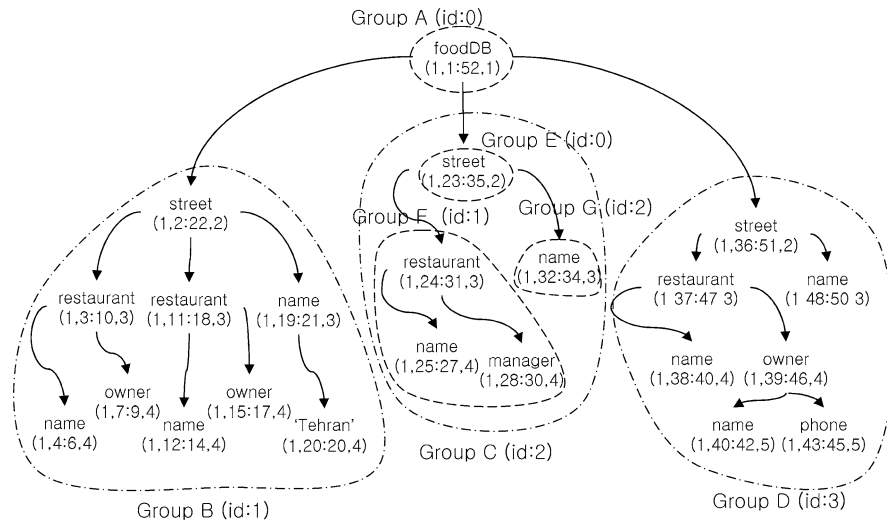 Group A (id:0)
foodDB
(1,1:52,1)
Group E (id:0)
street
(1,23:35,2)
Group F (id:1)
Group G (id:2)
street
(1,2:22,2)
street
(1,36:51,2)
restaurant
(1,24:31,3)
name
(1,32:34,3)
restaurant
(1,3:10,3)
restaurant
(1,11:18,3)
name
(1,19:21,3)
restaurant
(1 37:47 3)
name
(1 48:50 3)
name
(1,25:27,4)
manager
(1,28:30,4)
name
(1,38:40,4)
owner
(1,39:46,4)
owner
(1,7:9,4)
owner
(1,15:17,4)
name
(1,4:6,4)
name
(1,12:14,4)
'Tehran'
(1,20:20,4)
name
(1,40:42,5)
phone
(1,43:45,5)
Group C (id:2)
Group B (id:1)
Group D (id:3)